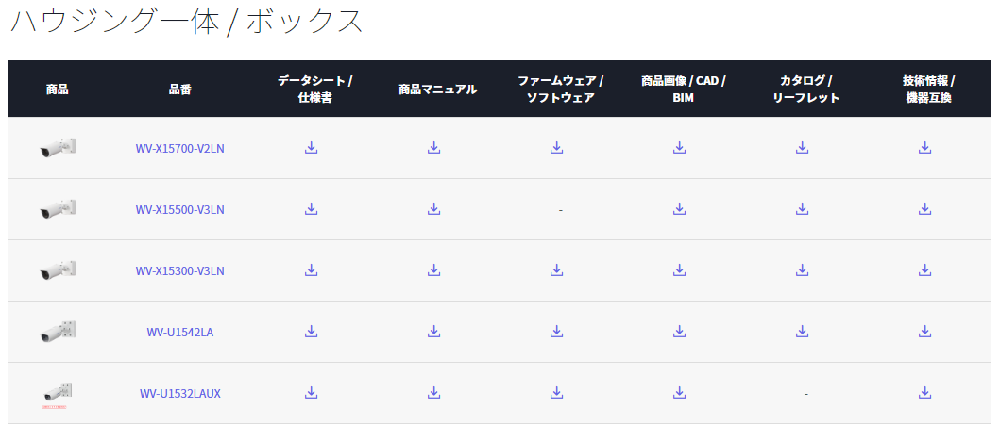 ハウジング一体 / ボックス
商品 品番 データシート / 仕様書 商品マニュアル ファームウェア / ソフトウェア 商品画像 / CAD / BIM カタログ / リーフレット 技術情報 / 機器互換
WV-X15700-V2LN
WV-X15500-V3LN -
WV-X15300-V3LN
WV-U1542LA
WV-U1532LAUX -